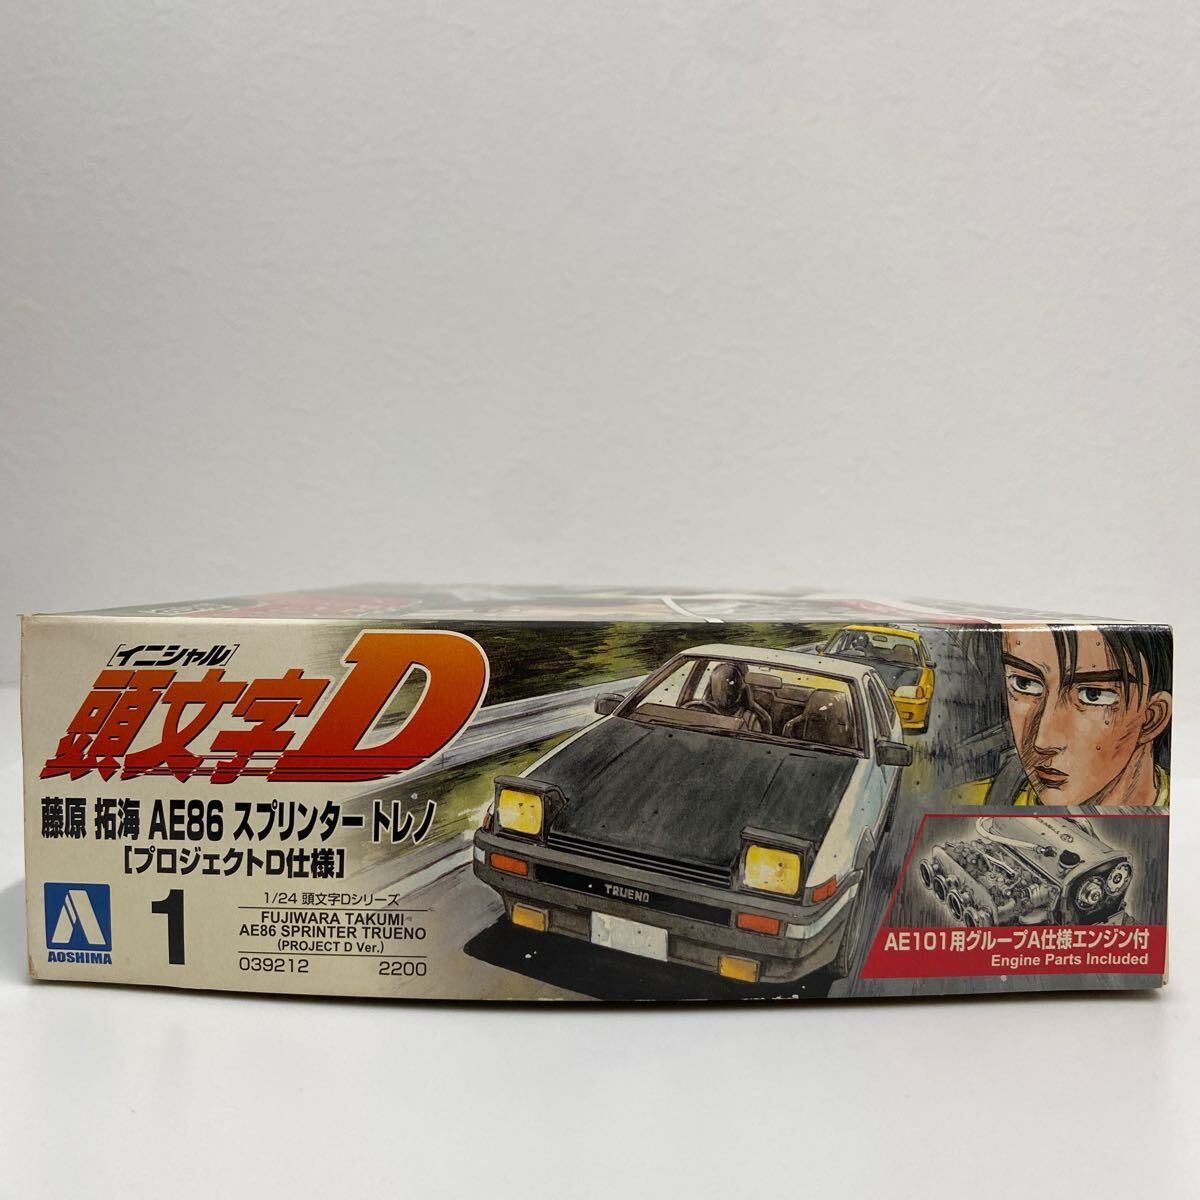 [イニシャル]
頭文字D
藤原 拓海 AE86 スプリンタートレノ
[プロジェクトD仕様]
AOSHIMA
1
1/24 頭文字Dシリーズ
FUJIWARA TAKUMI
AE86 SPRINTER TRUENO
(PROJECT D Ver.)
039212 2200
TRUENO
AE101用グループA仕様エンジン付
Engine Parts Included